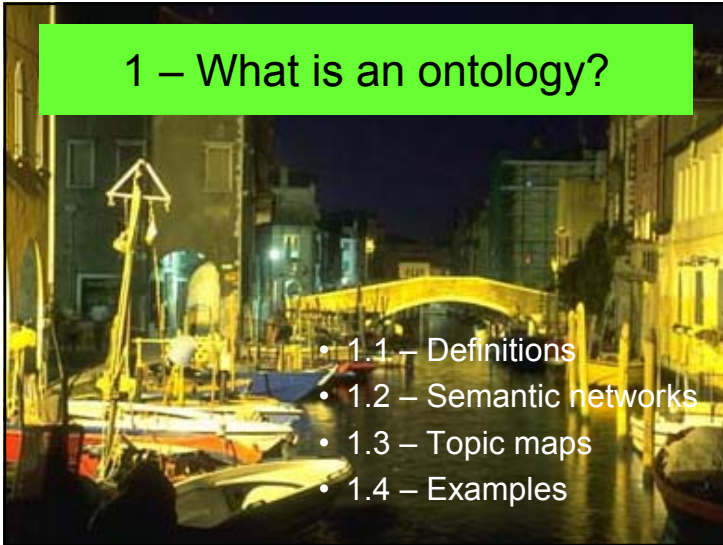 1 – What is an ontology?
• 1.1 – Definitions
• 1.2 – Semantic networks
• 1.3 – Topic maps
• 1.4 – Examples